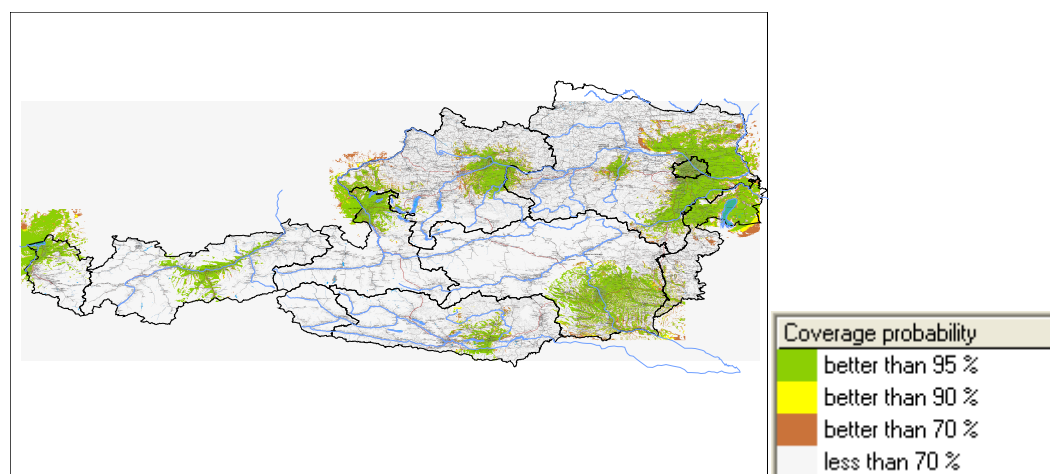 Coverage probability
better than 95 %
better than 90 %
better than 70 %
less than 70 %